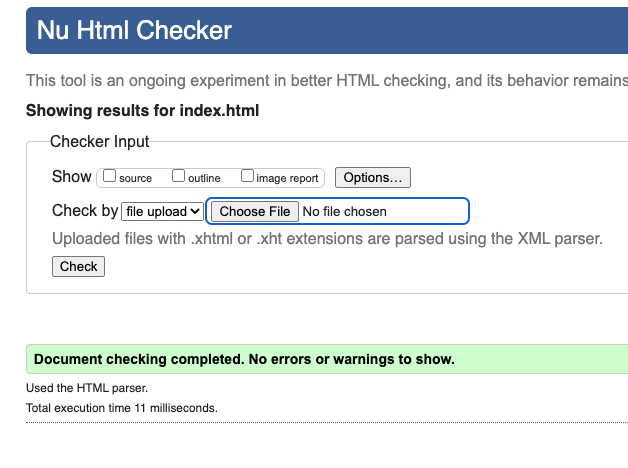 Nu Html Checker
This tool is an ongoing experiment in better HTML checking, and its behavior remains
Showing results for index.html
Checker Input
Show source outline image report Options...
Check by file upload Choose File No file chosen
Uploaded files with .xhtml or .xht extensions are parsed using the XML parser.
Check
Document checking completed. No errors or warnings to show.
Used the HTML parser.
Total execution time 11 milliseconds.